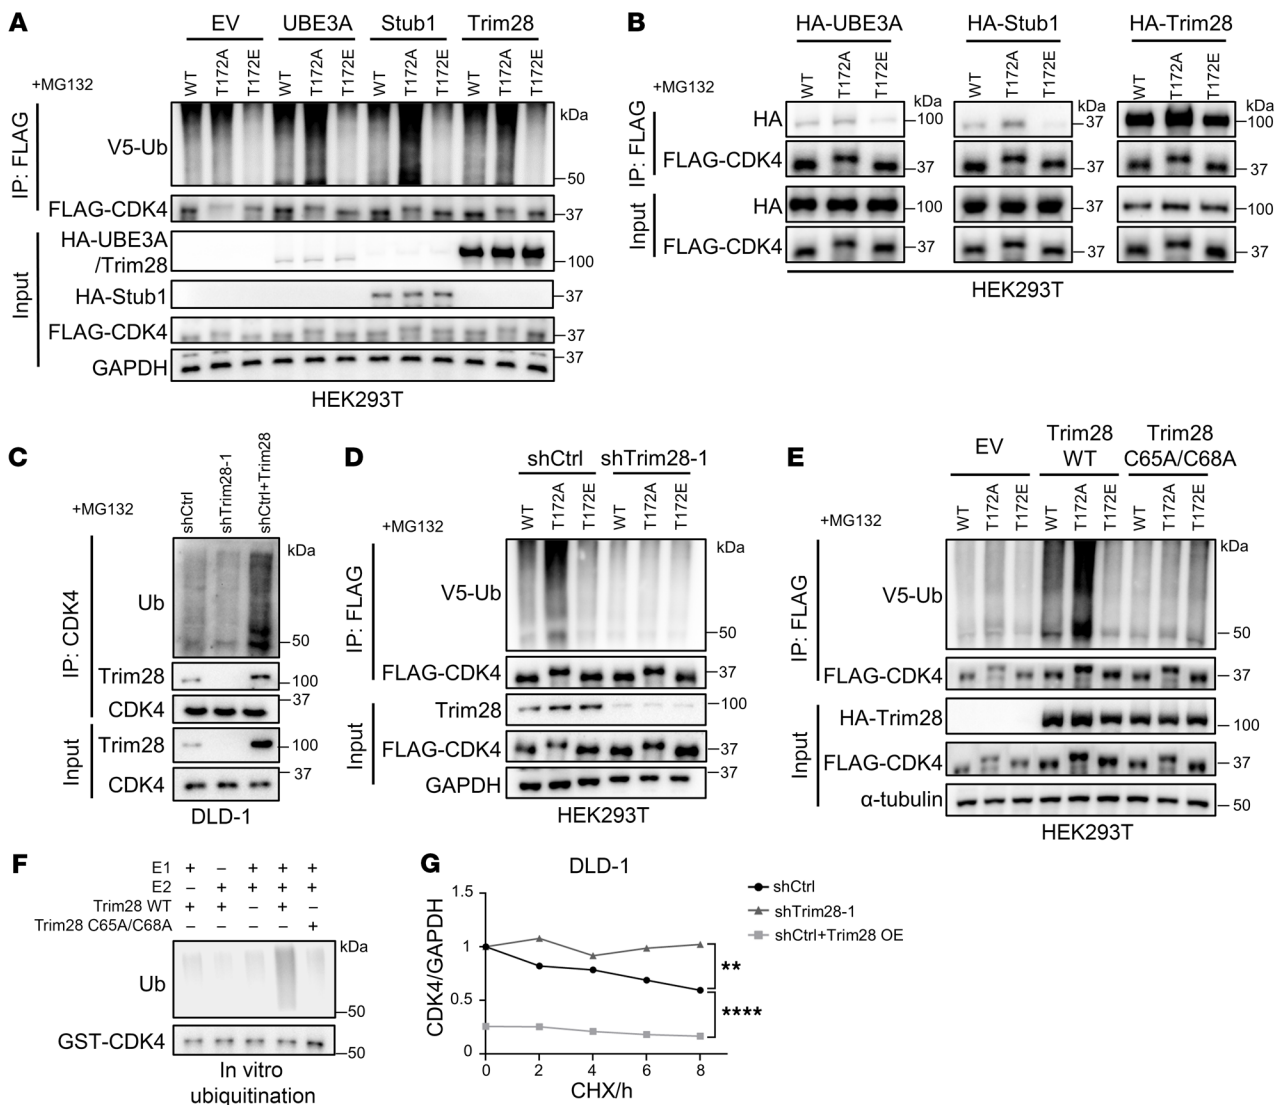 A
EV UBE3A Stub1 Trim28
WT T172A T172E WT T172A T172E WT T172A T172E WT T172A T172E
+MG132
kDa
IP: FLAG
V5-Ub
50
FLAG-CDK4
37
Input
HA-UBE3A
/Trim28
100
HA-Stub1
37
FLAG-CDK4
37
37
GAPDH
HEK293T
B
HA-UBE3A HA-Stub1 HA-Trim28
WT T172A T172E WT T172A T172E WT T172A T172E
+MG132
kDa kDa kDa
IP: FLAG
HA 100 37 100
FLAG-CDK4 37 37 37
Input
HA 100 37 100
FLAG-CDK4 37 37 37
HEK293T
C
shCtrl shTrim28-1 shCtrl+Trim28
+MG132
kDa
IP: CDK4
Ub
50
Trim28
100
37
CDK4
Input
Trim28
100
37
CDK4
DLD-1
D
shCtrl shTrim28-1
WT T172A T172E WT T172A T172E
+MG132
kDa
IP: FLAG
V5-Ub
50
FLAG-CDK4
37
Input
100
Trim28
FLAG-CDK4
37
37
GAPDH
HEK293T
E
EV Trim28 Trim28
WT C65A/C68A
WT T172A T172E WT T172A T172E WT T172A T172E
+MG132
kDa
IP: FLAG
V5-Ub
50
FLAG-CDK4
37
Input
HA-Trim28
100
FLAG-CDK4
37
α-tubulin
50
HEK293T
F
E1 + – + + +
E2 – + + + +
Trim28 WT + + – + –
Trim28 C65A/C68A – – – – +
kDa
Ub
50
GST-CDK4
50
In vitro
ubiquitination
G
DLD-1
CDK4/GAPDH
1.5
1
0.5
0
0 2 4 6 8
CHX/h
shCtrl
shTrim28-1
shCtrl+Trim28 OE
**
****